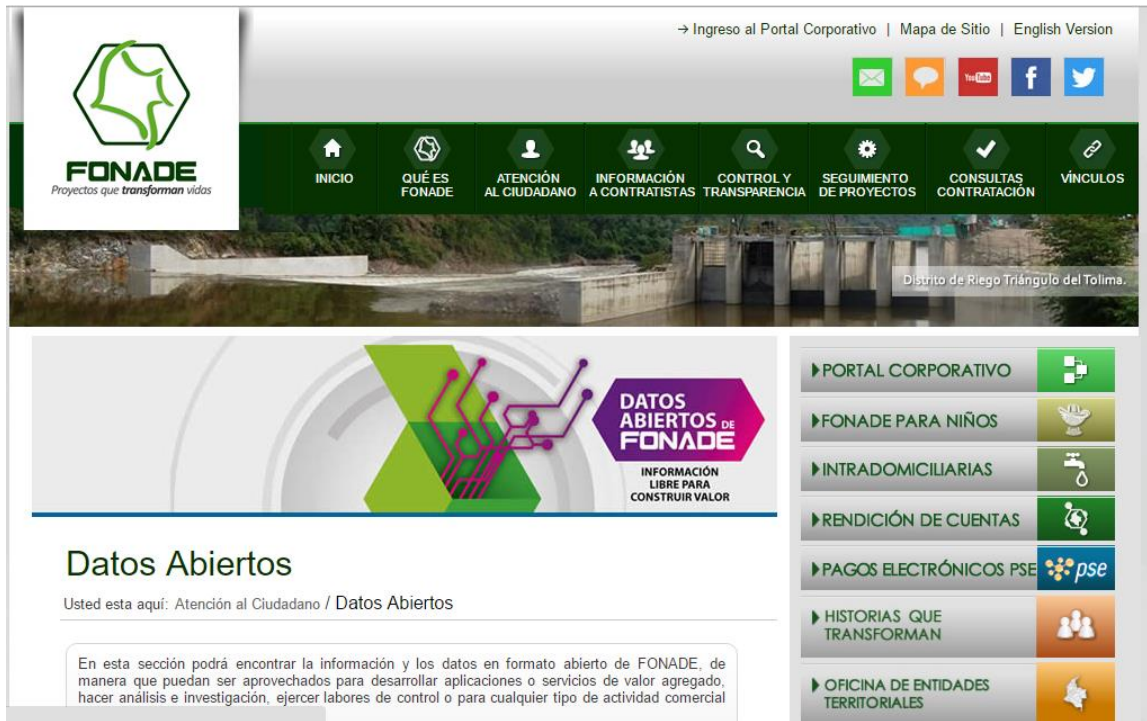 → Ingreso al Portal Corporativo | Mapa de Sitio | English Version
You Tube
FONADE
Proyectos que transforman vidas
INICIO
QUÉ ES
FONADE
ATENCIÓN
AL CIUDADANO
INFORMACIÓN
A CONTRATISTAS
CONTROL Y
TRANSPARENCIA
SEGUIMIENTO
DE PROYECTOS
CONSULTAS
CONTRATACIÓN
VÍNCULOS
Distrito de Riego Triángulo del Tolima.
DATOS
ABIERTOS DE
FONADE
INFORMACIÓN
LIBRE PARA
CONSTRUIR VALOR
Datos Abiertos
Usted esta aquí: Atención al Ciudadano / Datos Abiertos
En esta sección podrá encontrar la información y los datos en formato abierto de FONADE, de
manera que puedan ser aprovechados para desarrollar aplicaciones o servicios de valor agregado,
hacer análisis e investigación, ejercer labores de control o para cualquier tipo de actividad comercial
PORTAL CORPORATIVO
FONADE PARA NIÑOS
INTRADOMICILIARIAS
RENDICIÓN DE CUENTAS
PAGOS ELECTRÓNICOS PSE
pse
HISTORIAS QUE
TRANSFORMAN
OFICINA DE ENTIDADES
TERRITORIALES